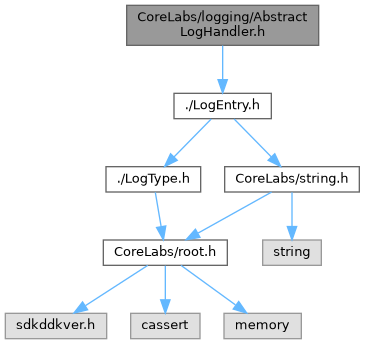 CoreLabs/logging/Abstract
LogHandler.h
./LogEntry.h
./LogType.h
CoreLabs/string.h
CoreLabs/root.h
string
sdkddkver.h
cassert
memory